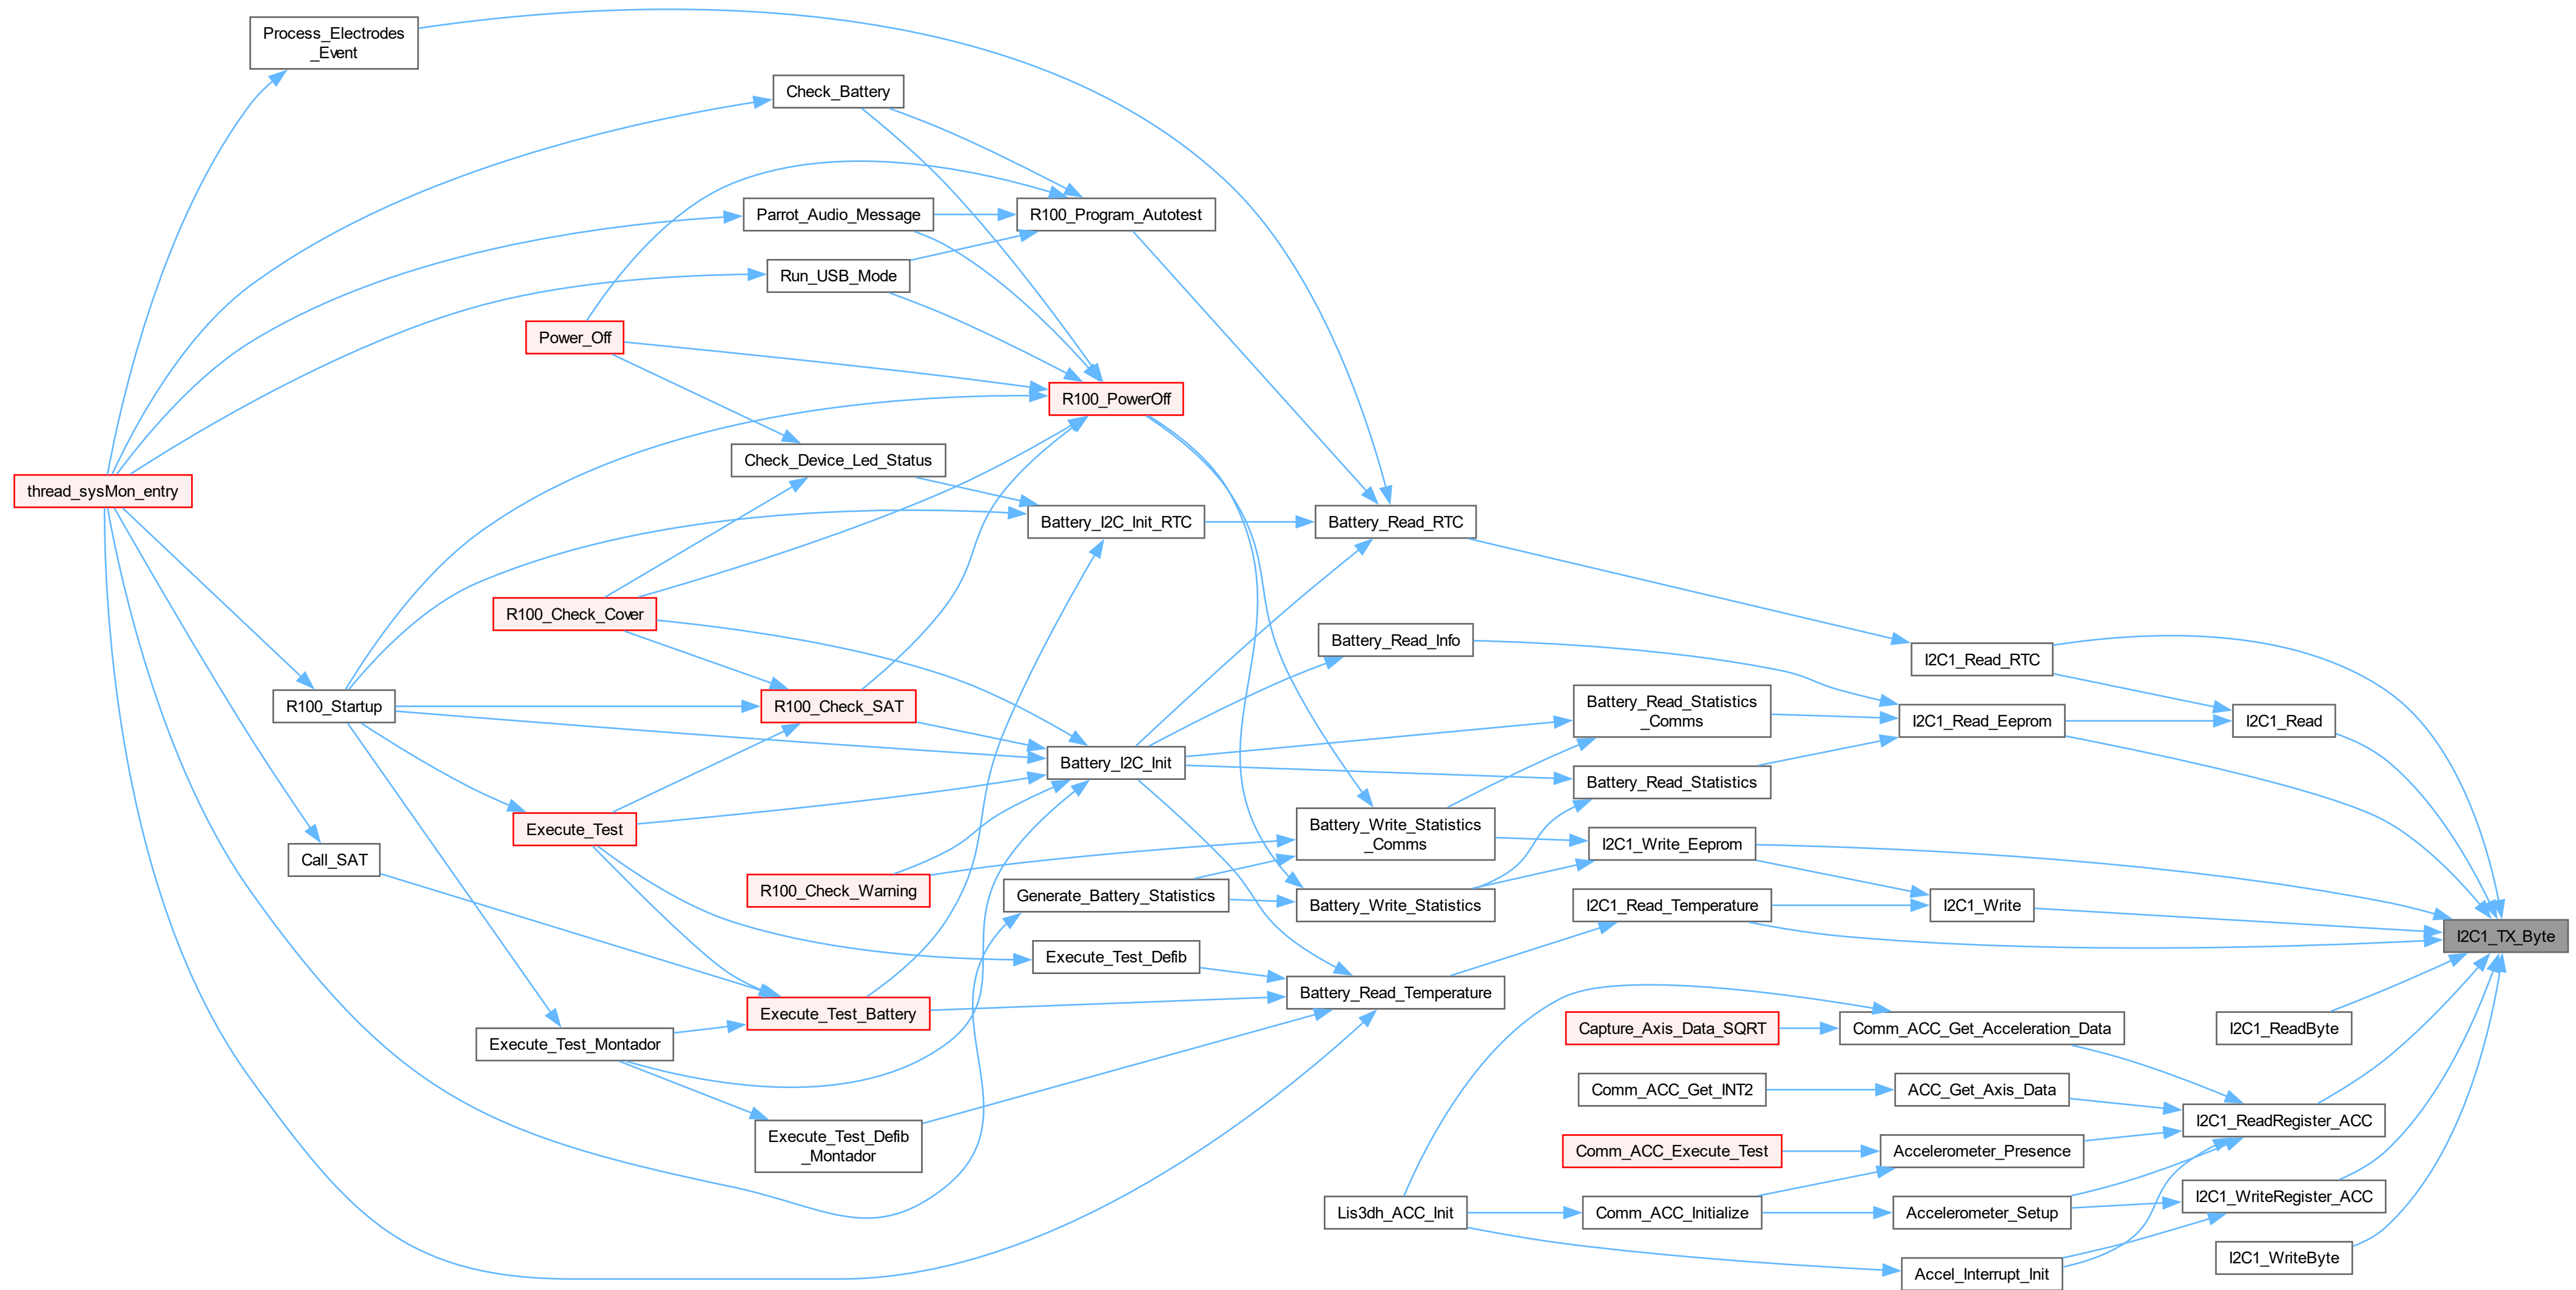 Process_Electrodes
_Event
Check_Battery
Parrot_Audio_Message
R100_Program_Autotest
Run_USB_Mode
Power_Off
R100_PowerOff
Check_Device_Led_Status
thread_sysMon_entry
Battery_I2C_Init_RTC
Battery_Read_RTC
R100_Check_Cover
Battery_Read_Info
I2C1_Read_RTC
R100_Startup
R100_Check_SAT
Battery_Read_Statistics
_Comms
I2C1_Read_Eeprom
I2C1_Read
Battery_I2C_Init
Battery_Read_Statistics
Execute_Test
Battery_Write_Statistics
_Comms
I2C1_Write_Eeprom
Call_SAT
R100_Check_Warning
Generate_Battery_Statistics
Battery_Write_Statistics
I2C1_Read_Temperature
I2C1_Write
I2C1_TX_Byte
Execute_Test_Defib
Battery_Read_Temperature
Execute_Test_Battery
Execute_Test_Montador
Capture_Axis_Data_SQRT
Comm_ACC_Get_Acceleration_Data
I2C1_ReadByte
Comm_ACC_Get_INT2
ACC_Get_Axis_Data
I2C1_ReadRegister_ACC
Execute_Test_Defib
_Montador
Comm_ACC_Execute_Test
Accelerometer_Presence
I2C1_WriteRegister_ACC
Lis3dh_ACC_Init
Comm_ACC_Initialize
Accelerometer_Setup
I2C1_WriteByte
Accel_Interrupt_Init